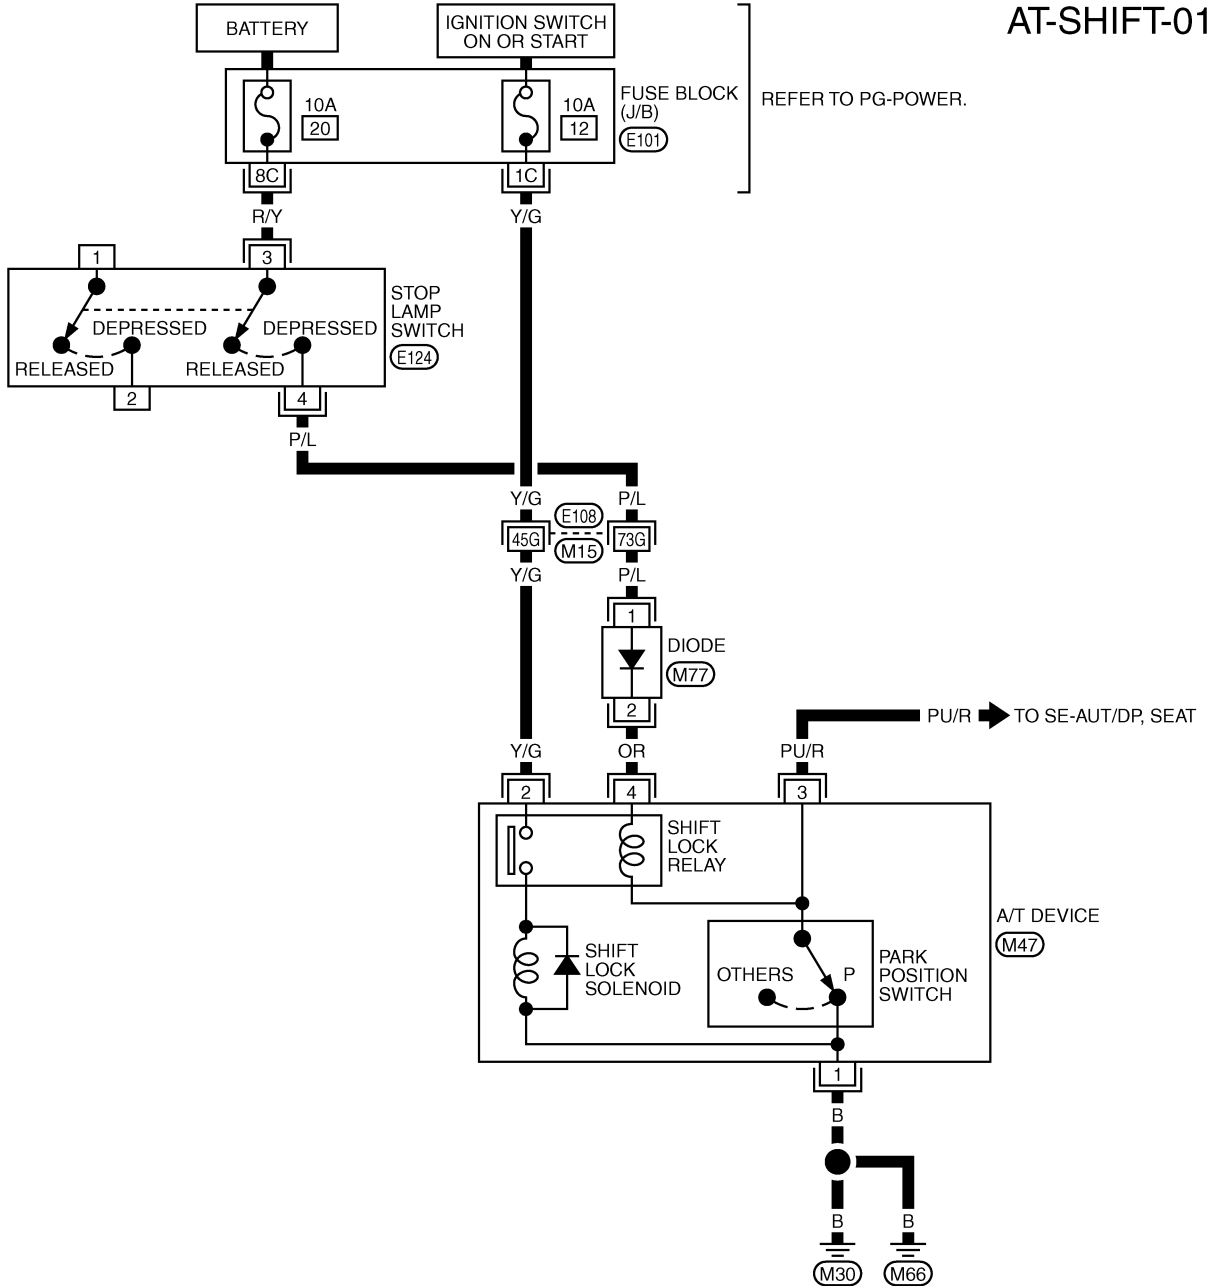 AT-SHIFT-01
BATTERY
IGNITION SWITCH
ON OR START
10A
20
10A
12
FUSE BLOCK
(J/B)
E101
REFER TO PG-POWER.
8C
1C
R/Y
Y/G
1
3
STOP
LAMP
SWITCH
E124
DEPRESSED
DEPRESSED
RELEASED
RELEASED
2
4
P/L
Y/G
P/L
E108
45G
73G
M15
Y/G
P/L
1
DIODE
M77
2
PU/R
TO SE-AUT/DP, SEAT
Y/G
OR
PU/R
2
4
3
SHIFT
LOCK
RELAY
A/T DEVICE
M47
SHIFT
LOCK
SOLENOID
OTHERS
P
PARK
POSITION
SWITCH
1
B
B
B
M30
M66